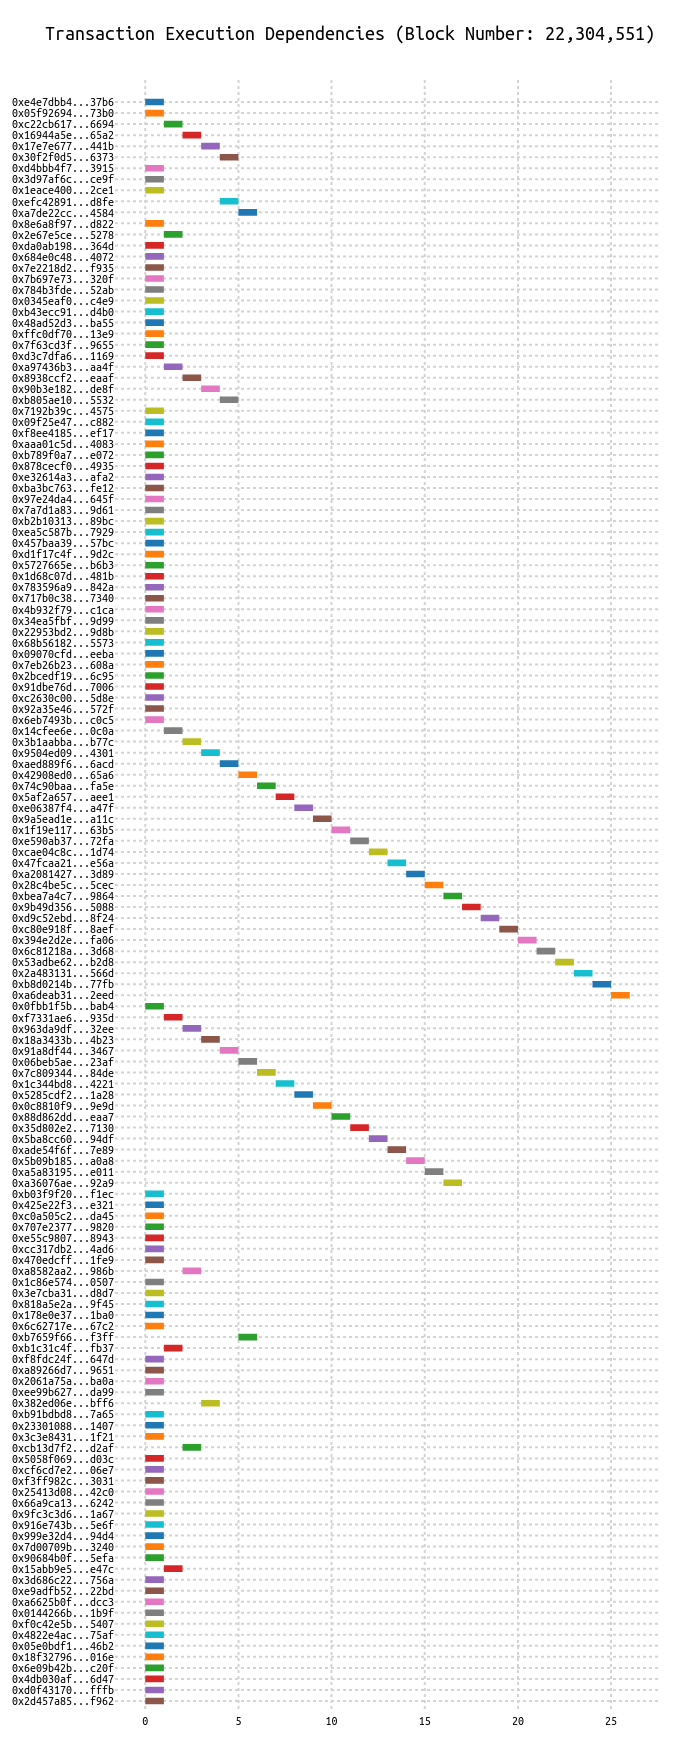 Transaction Execution Dependencies (Block Number: 22,304,551)
0xe4e7dbb4...37b6
0x05f92694...73b0
0xc22cb617...6694
0x16944a5e...65a2
0x17e7e677...441b
0x30f2f0d5...6373
0xd4bbb4f7...3915
0x3d97af6c...ce9f
0x1eace400...2ce1
0xefc42891...d8fe
0xa7de22cc...4584
0x8e6a8f97...d822
0x2e67e5ce...5278
0xda0ab198...364d
0x684e0c48...4072
0x7e2218d2...f935
0x7b697e73...320f
0x784b3fde...52ab
0x0345eaf0...c4e9
0xb43ecc91...d4b0
0x48ad52d3...ba55
0xffc0df70...13e9
0x7f63cd3f...9655
0xd3c7dfa6...1169
0xa97436b3...aa4f
0x8938ccf2...eaaf
0x90b3e182...de8f
0xb805ae10...5532
0x7192b39c...4575
0x09f25e47...c882
0xf8ee4185...ef17
0xaaa01c5d...4083
0xb789f0a7...e072
0x878cecf0...4935
0xe32614a3...afa2
0xba3bc763...fe12
0x97e24da4...645f
0x7a7d1a83...9d61
0xb2b10313...89bc
0xea5c587b...7929
0x457baa39...57bc
0xd1f17c4f...9d2c
0x5727665e...b6b3
0x1d68c07d...481b
0x783596a9...842a
0x717b0c38...7340
0x4b932f79...c1ca
0x34ea5fbf...9d99
0x22953bd2...9d8b
0x68b56182...5573
0x09070cfd...eeba
0x7eb26b23...608a
0x2bcedf19...6c95
0x91dbe76d...7006
0xc2630c00...5d8e
0x92a35e46...572f
0x6eb7493b...c0c5
0x14cfee6e...0c0a
0x3b1aabba...b77c
0x9504ed09...4301
0xaed889f6...6acd
0x42908ed0...65a6
0x74c90baa...fa5e
0x5af2a657...aee1
0xe06387f4...a47f
0x9a5ead1e...a11c
0x1f19e117...63b5
0xe590ab37...72fa
0xcae04c8c...1d74
0x47fcaa21...e56a
0xa2081427...3d89
0x28c4be5c...5cec
0xbea7a4c7...9864
0x9b49d356...5088
0xd9c52ebd...8f24
0xc80e918f...8aef
0x394e2d2e...fa06
0x6c81218a...3d68
0x53adbe62...b2d8
0x2a483131...566d
0xb8d0214b...77fb
0xa6deab31...2eed
0x0fbb1f5b...bab4
0xf7331ae6...935d
0x963da9df...32ee
0x18a3433b...4b23
0x91a8df44...3467
0x06beb5ae...23af
0x7c809344...84de
0x1c344bd8...4221
0x5285cdf2...1a28
0x0c8810f9...9e9d
0x88d862dd...eaa7
0x35d802e2...7130
0x5ba8cc60...94df
0xade54f6f...7e89
0x5b09b185...a0a8
0xa5a83195...e011
0xa36076ae...92a9
0xb03f9f20...f1ec
0x425e22f3...e321
0xc0a505c2...da45
0x707e2377...9820
0xe55c9807...8943
0xcc317db2...4ad6
0x470edcff...1fe9
0xa8582aa2...986b
0x1c86e574...0507
0x3e7cba31...d8d7
0x818a5e2a...9f45
0x178e0e37...1ba0
0x6c62717e...67c2
0xb7659f66...f3ff
0xb1c31c4f...fb37
0xf8fdc24f...647d
0xa89266d7...9651
0x2061a75a...ba0a
0xee99b627...da99
0x382ed06e...bff6
0xb91bdbd8...7a65
0x23301088...1407
0x3c3e8431...1f21
0xcb13d7f2...d2af
0x5058f069...d03c
0xcf6cd7e2...06e7
0xf3ff982c...3031
0x25413d08...42c0
0x66a9ca13...6242
0x9fc3c3d6...1a67
0x916e743b...5e6f
0x999e32d4...94d4
0x7d00709b...3240
0x90684b0f...5efa
0x15abb9e5...e47c
0x3d686c22...756a
0xe9adfb52...22bd
0xa6625b0f...dcc3
0x0144266b...1b9f
0xf0c42e5b...5407
0x4822e4ac...75af
0x05e0bdf1...46b2
0x18f32796...016e
0x6e09b42b...c20f
0x4db030af...6d47
0xd0f43170...fffb
0x2d457a85...f962
0 5 10 15 20 25